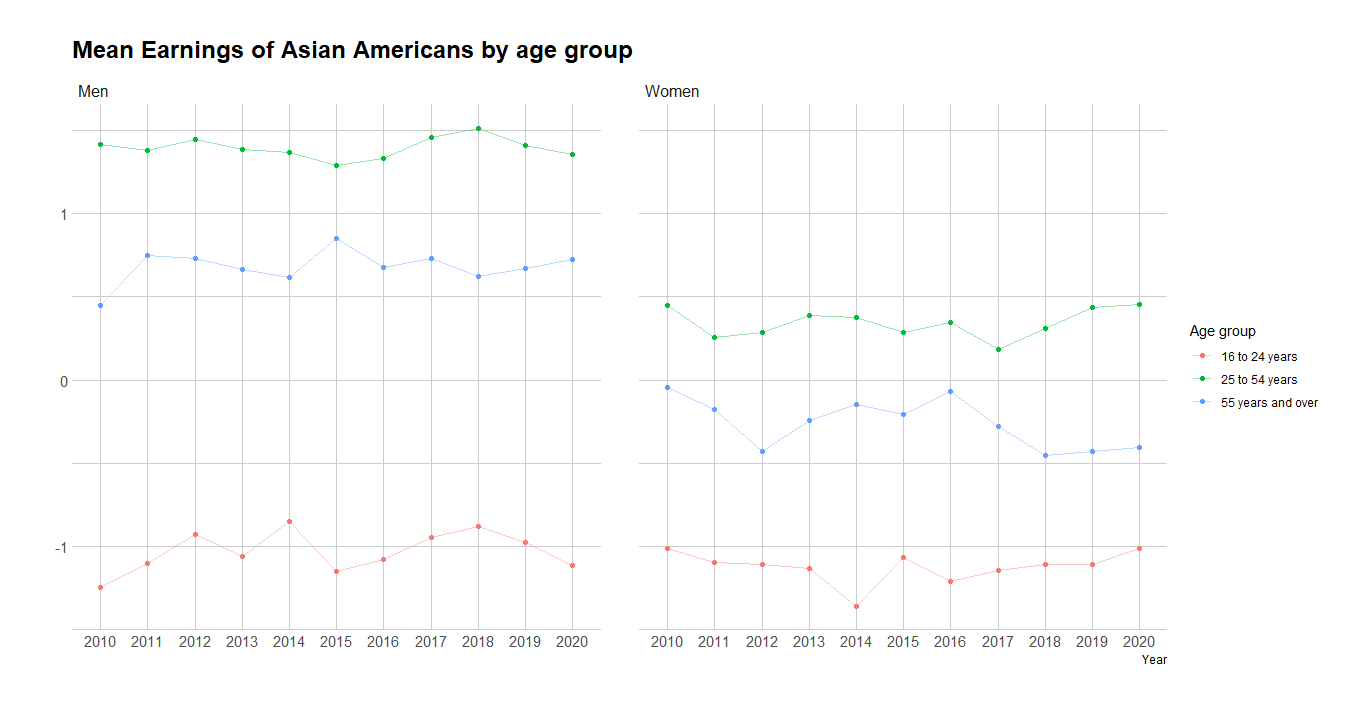 Mean Earnings of Asian Americans by age group
Men
Women
1
0
-1
2010 2011 2012 2013 2014 2015 2016 2017 2018 2019 2020
2010 2011 2012 2013 2014 2015 2016 2017 2018 2019 2020
Year
Age group
16 to 24 years
25 to 54 years
55 years and over